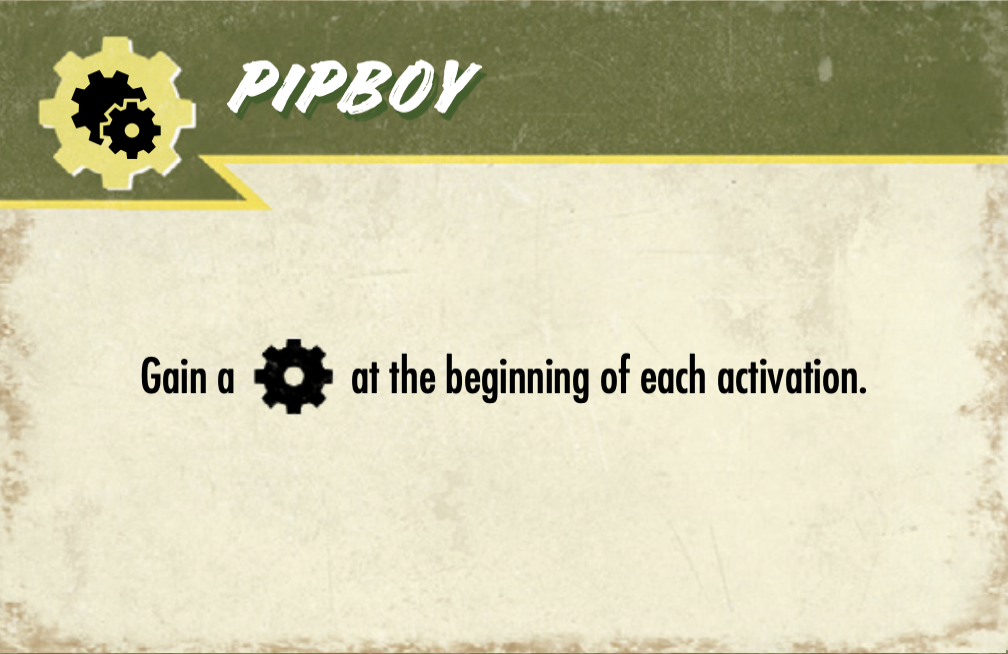 PIPBOY
Gain a at the beginning of each activation.